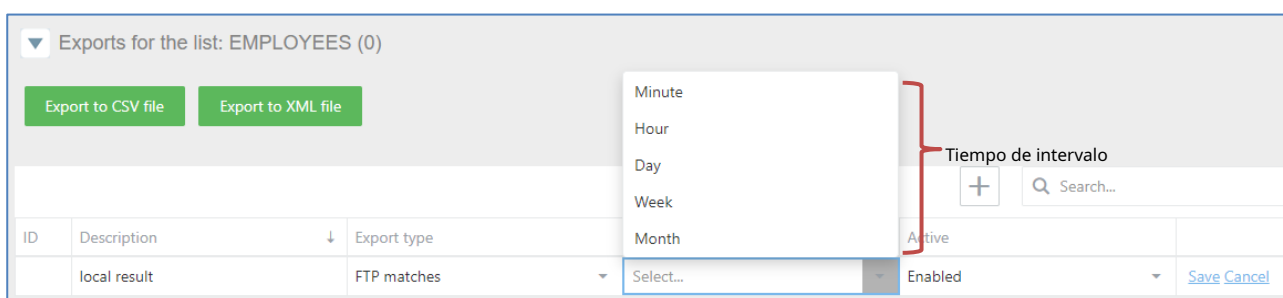 Exports for the list: EMPLOYEES (0)
Export to CSV file Export to XML file
Minute
Hour
Day
Week
Month
Tiempo de intervalo
Search...
ID Description Export type Active
local result FTP matches Select... Enabled Save Cancel